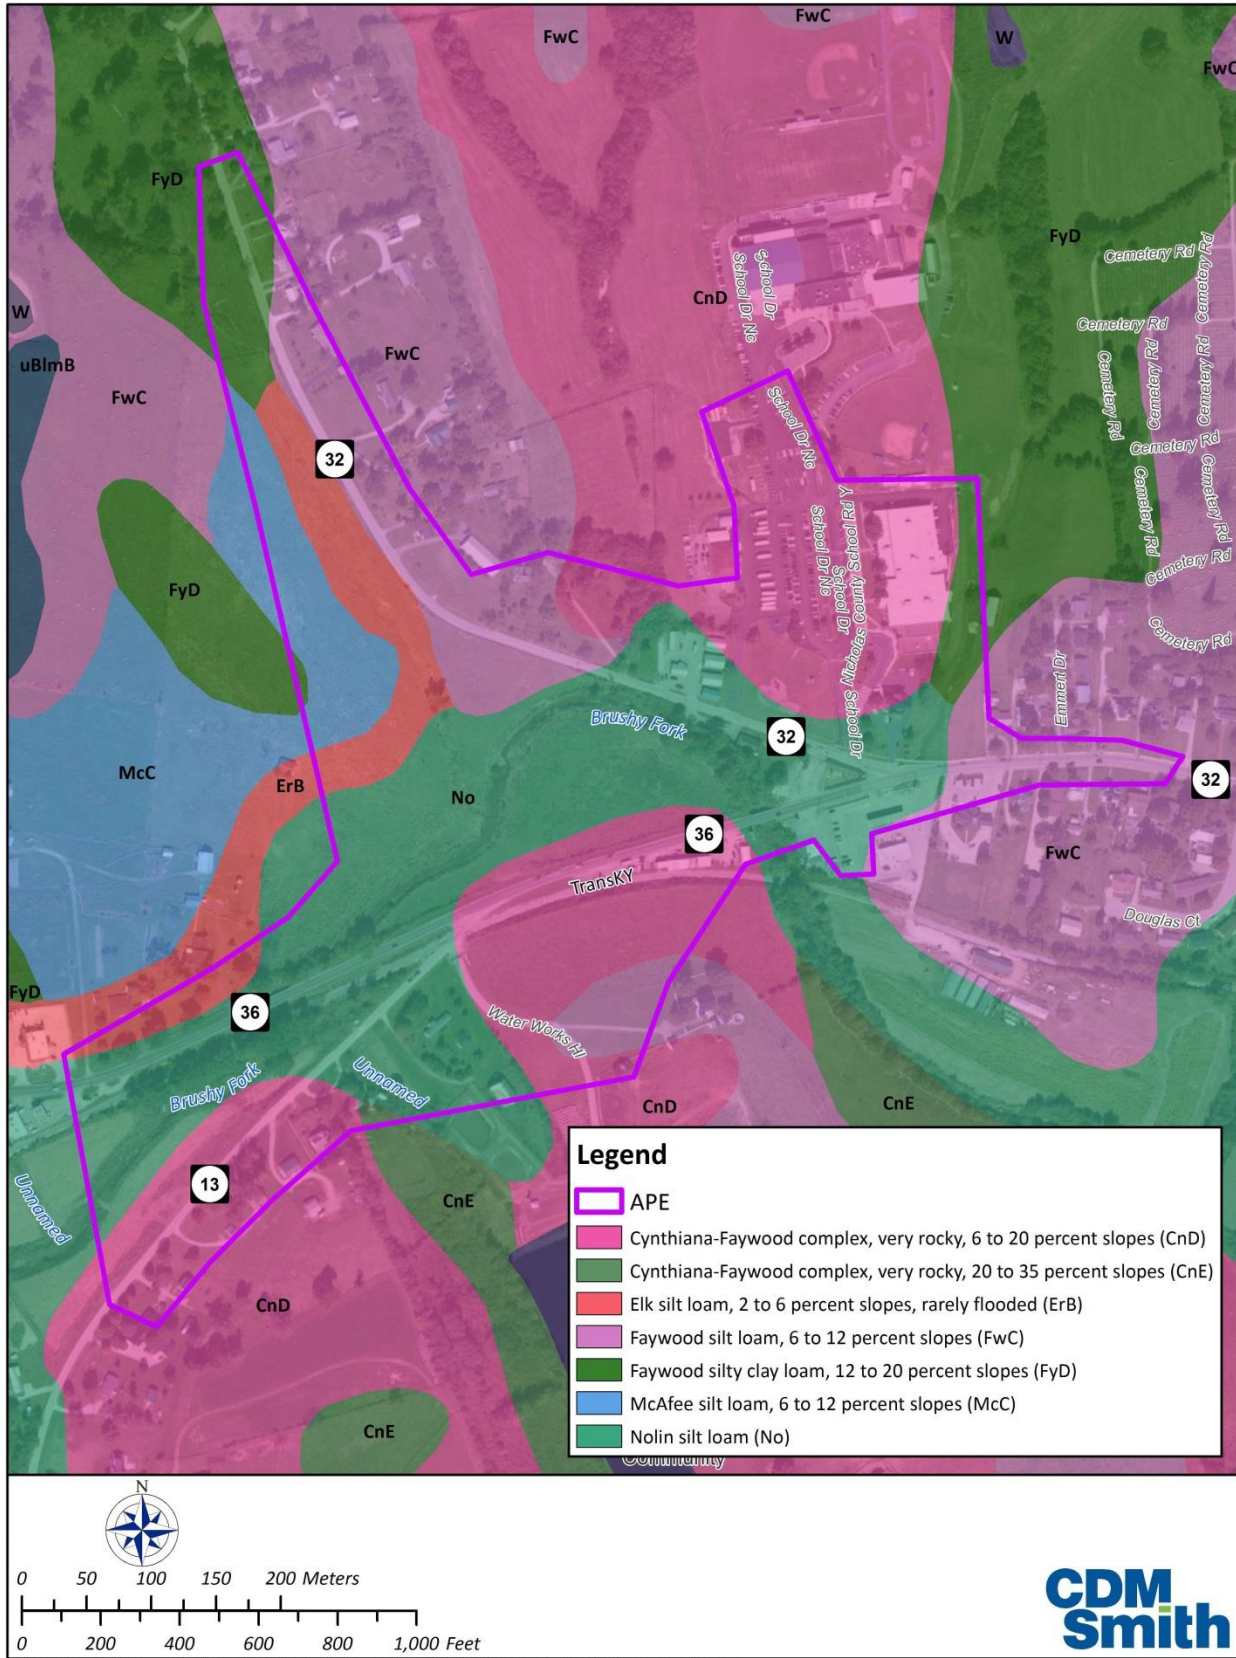 FwC
FwC
W
FwC
FyD
FyD
Cemetery Rd
Cemetery Rd
School Dr
School Dr Nc
CnD
W
Cemetery Rd
uBlmB
FwC
FwC
Cemetery Rd
Cemetery Rd
Cemetery Rd
School Dr Nc
Cemetery Rd
32
Cemetery Rd
Cemetery Rd
School Dr Nc
Nicholas County School Rd Y
School Dr
Cemetery Rd
FyD
Cemetery Rd
Emmert Dr
Brushy Fork
School Dr
32
McC
ErB
No
32
36
FwC
TransKY
Douglas Ct
FyD
36
Water Works Hl
Brushy Fork
Unnamed
CnD
CnE
Unnamed
13
CnE
CnD
CnE
Legend
APE
Cynthiana-Faywood complex, very rocky, 6 to 20 percent slopes (CnD)
Cynthiana-Faywood complex, very rocky, 20 to 35 percent slopes (CnE)
Elk silt loam, 2 to 6 percent slopes, rarely flooded (ErB)
Faywood silt loam, 6 to 12 percent slopes (FwC)
Faywood silty clay loam, 12 to 20 percent slopes (FyD)
McAfee silt loam, 6 to 12 percent slopes (McC)
Nolin silt loam (No)
Community
N
0 50 100 150 200 Meters
0 200 400 600 800 1,000 Feet
CDM
Smith